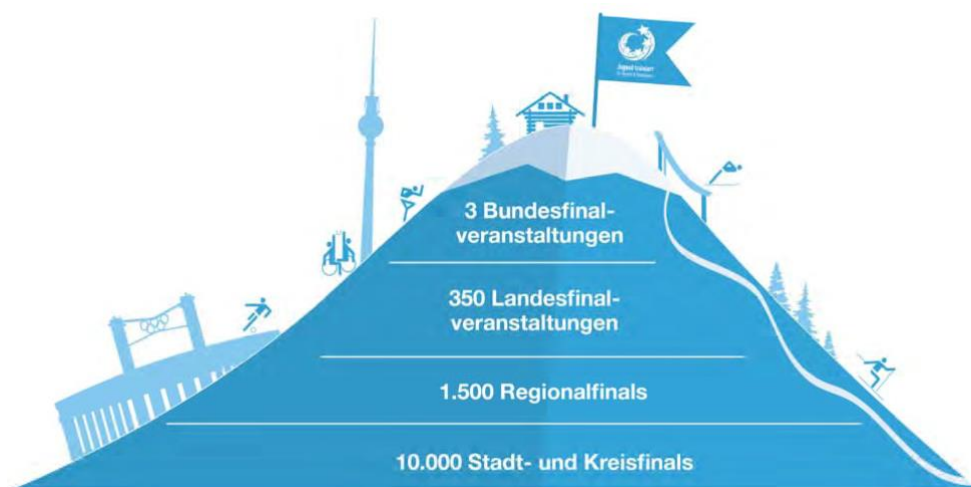 3 Bundesfinal-
veranstaltungen
350 Landesfinal-
veranstaltungen
1.500 Regionalfinals
10.000 Stadt- und Kreisfinals